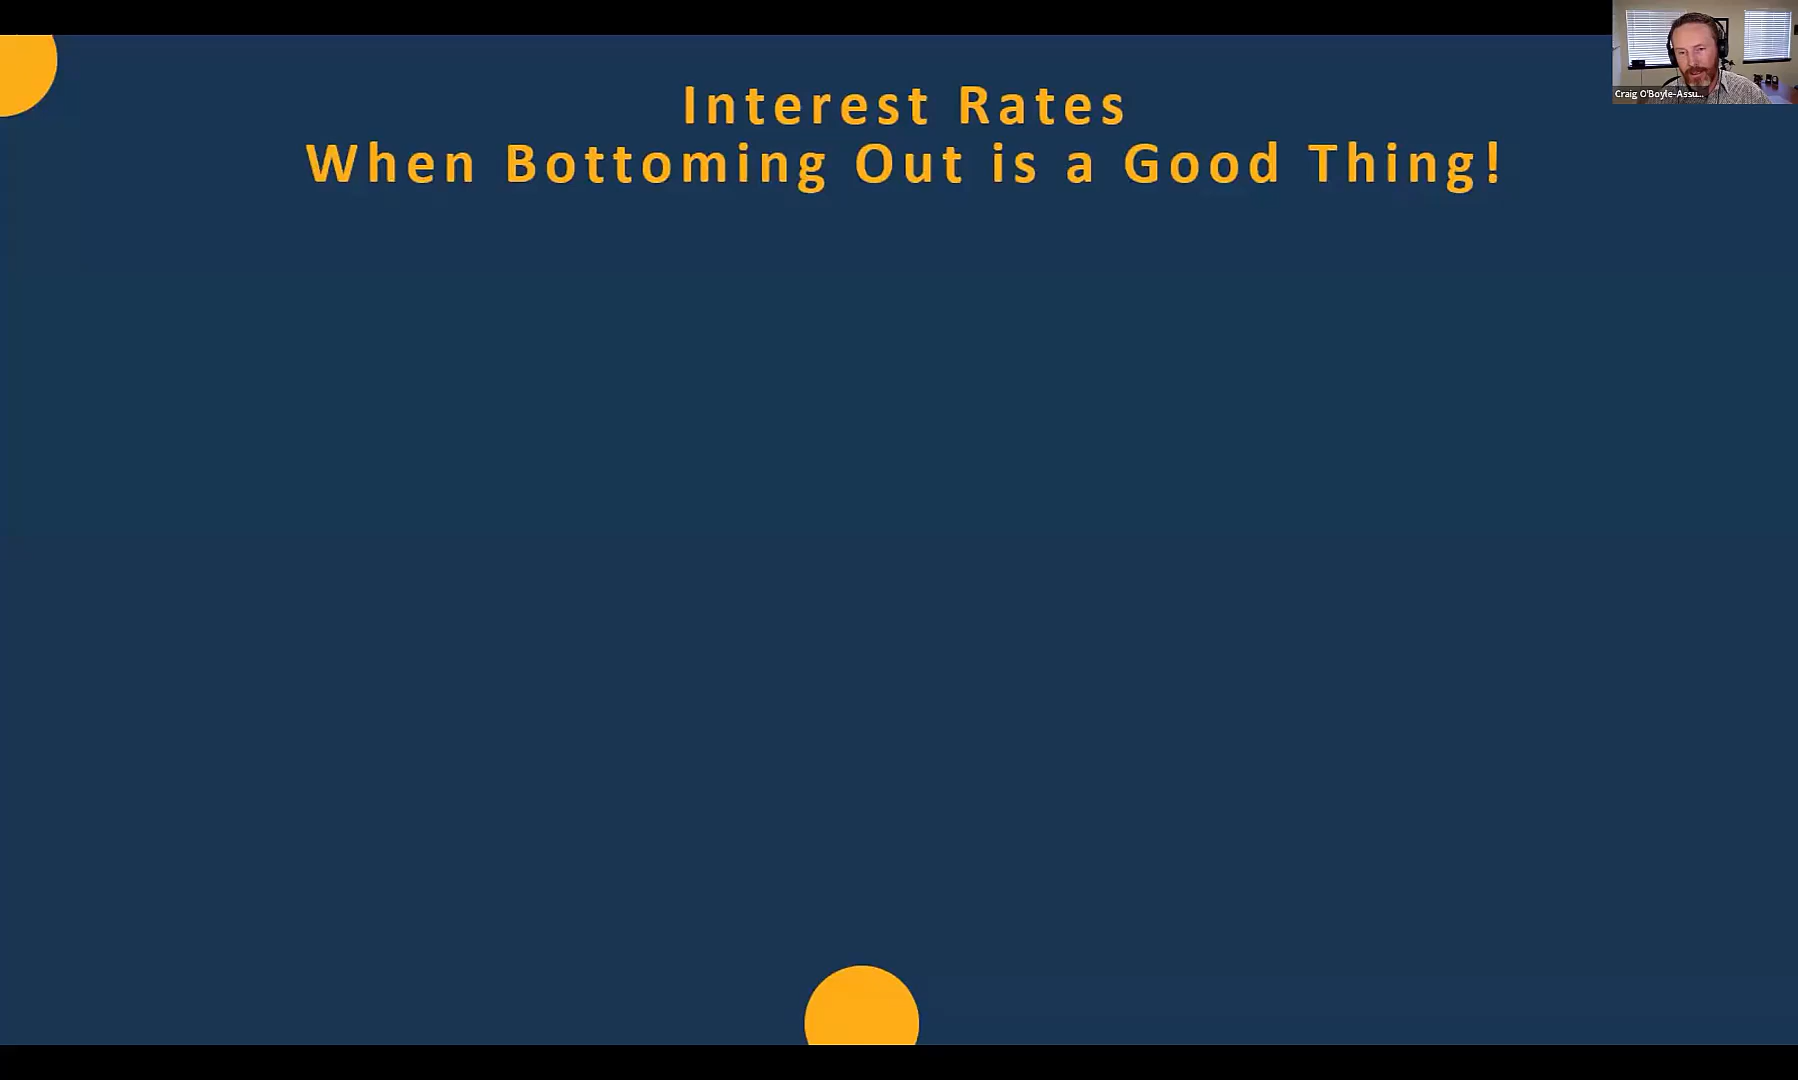 Interest Rates
When Bottoming Out is a Good Thing!
Craig O'Boyle-Assu...